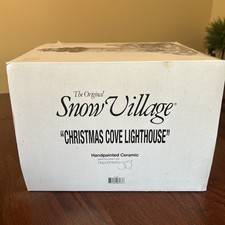 The Original
Snow Village®
"CHRISTMAS COVE LIGHTHOUSE"
Handpainted Ceramic